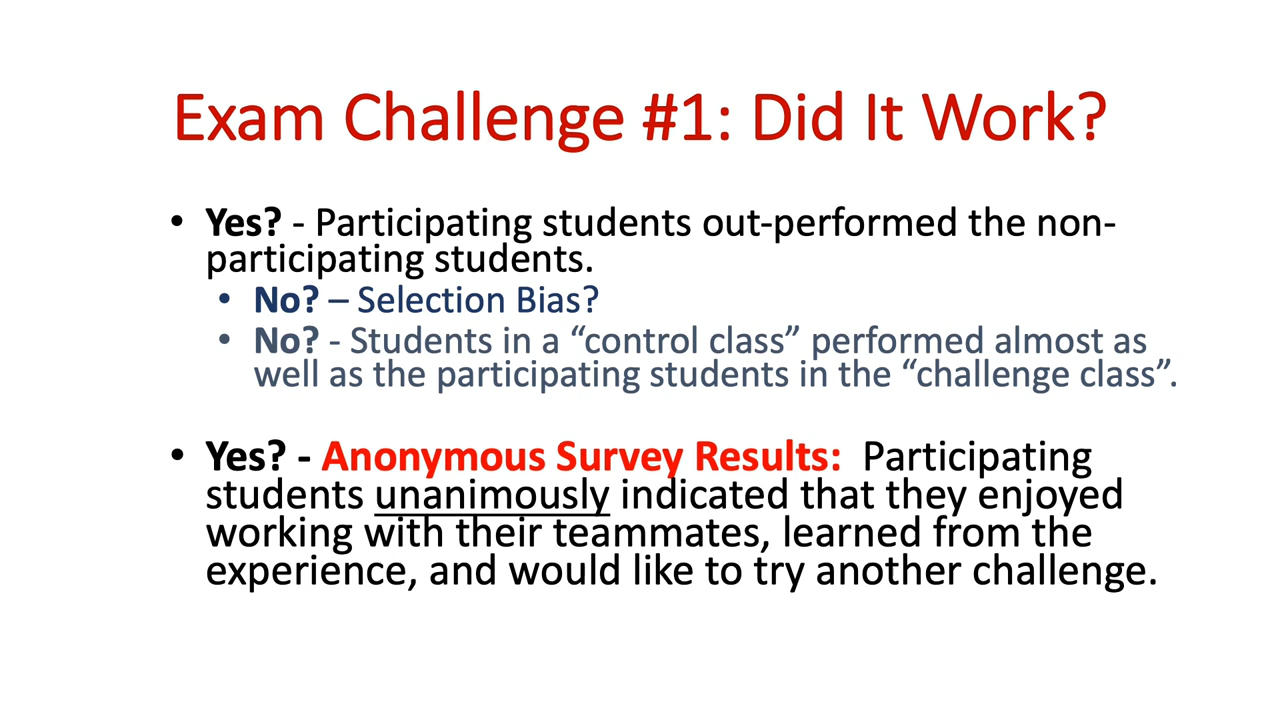 Exam Challenge #1: Did It Work?
• Yes? - Participating students out-performed the non-
participating students.
• No? – Selection Bias?
• No? - Students in a “control class” performed almost as
well as the participating students in the “challenge class”.
• Yes? - Anonymous Survey Results: Participating
students unanimously indicated that they enjoyed
working with their teammates, learned from the
experience, and would like to try another challenge.